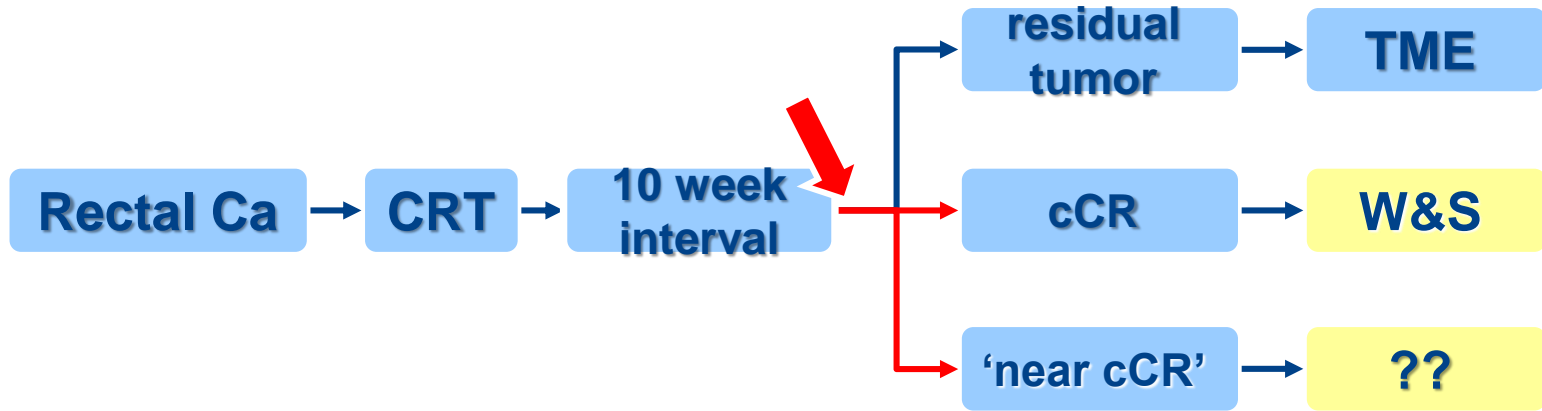 Rectal Ca
CRT
10 week
interval
residual
tumor
TME
cCR
W&S
‘near cCR’
??